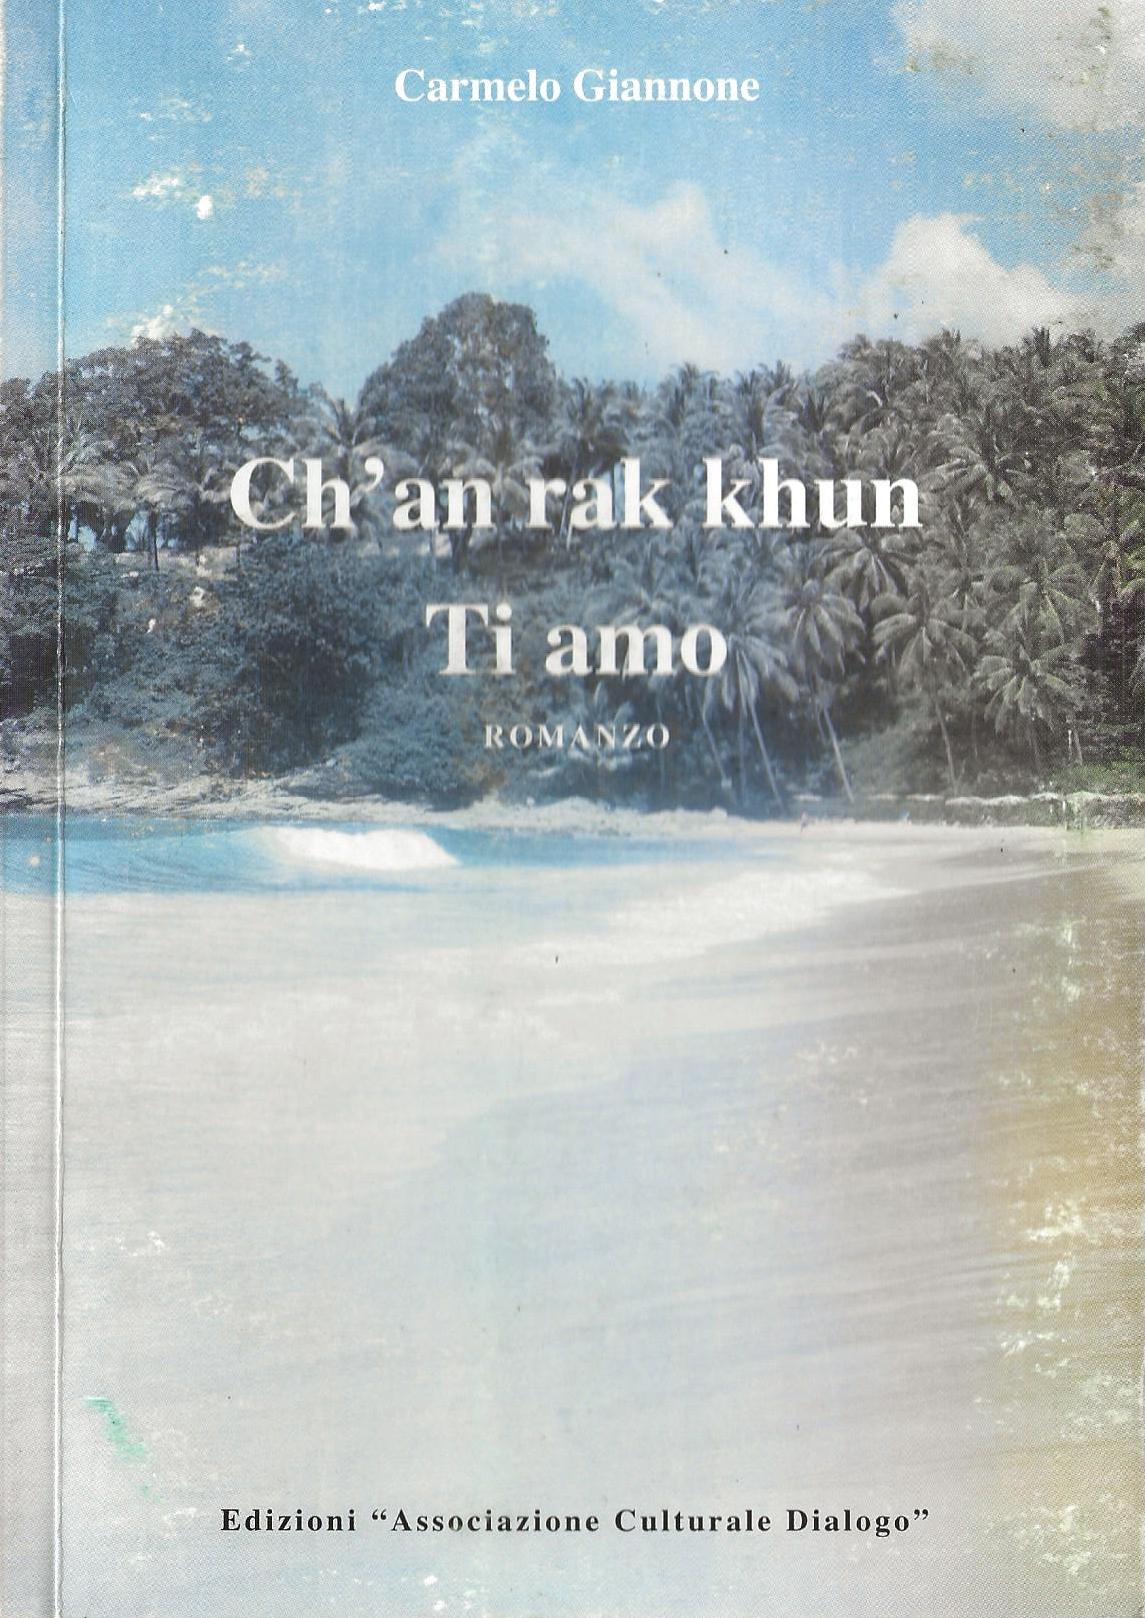 Carmelo Giannone
Ch’an rak khun
Ti amo
ROMANZO
Edizioni “Associazione Culturale Dialogo”